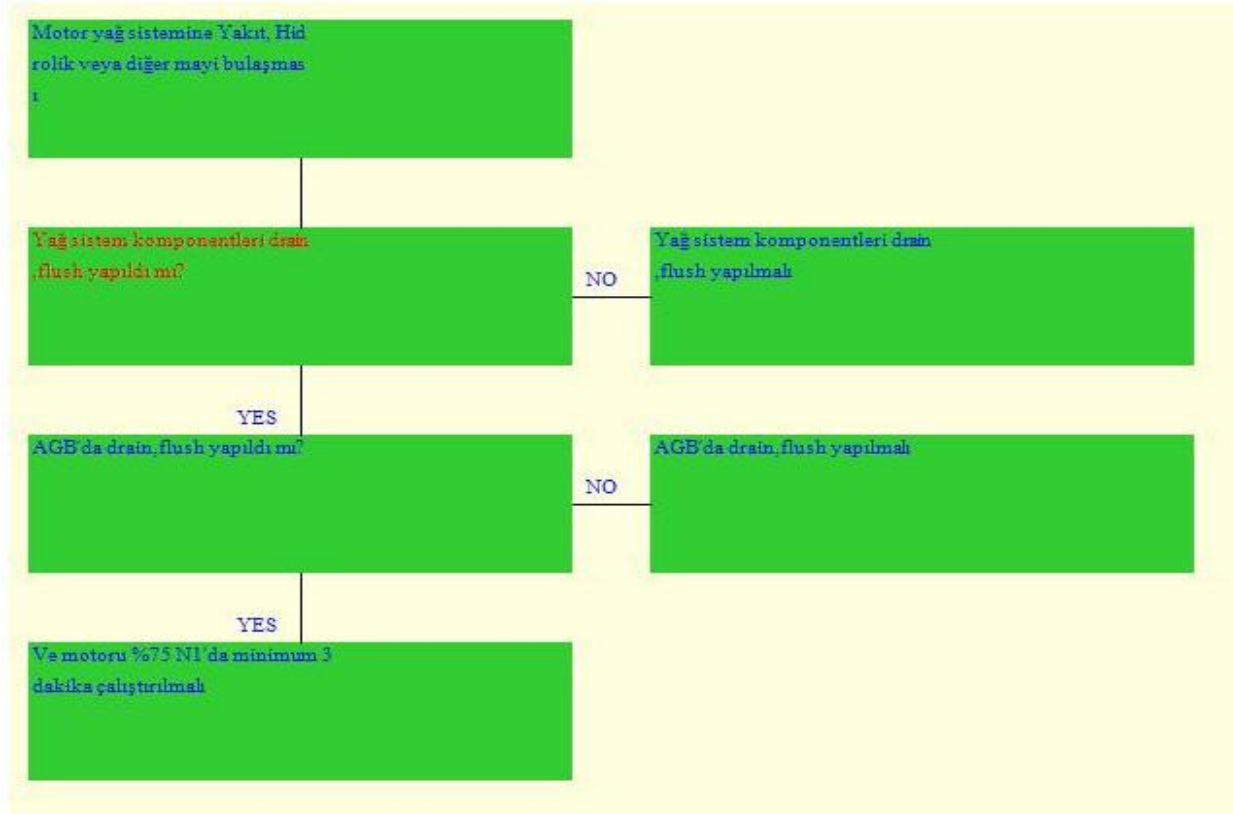 Motor yağ sistemine Yakıt, Hid
rolik veya diğer mayi bulaşmas
ı
Yağ sistem komponentleri drain
,flush yapıldı mı?
NO
Yağ sistem komponentleri drain
,flush yapılmalı
YES
AGB'da drain,flush yapıldı mı?
NO
AGB'da drain,flush yapılmalı
YES
Ve motoru %75 N1'da minimum 3
dakika çalıştırılmalı